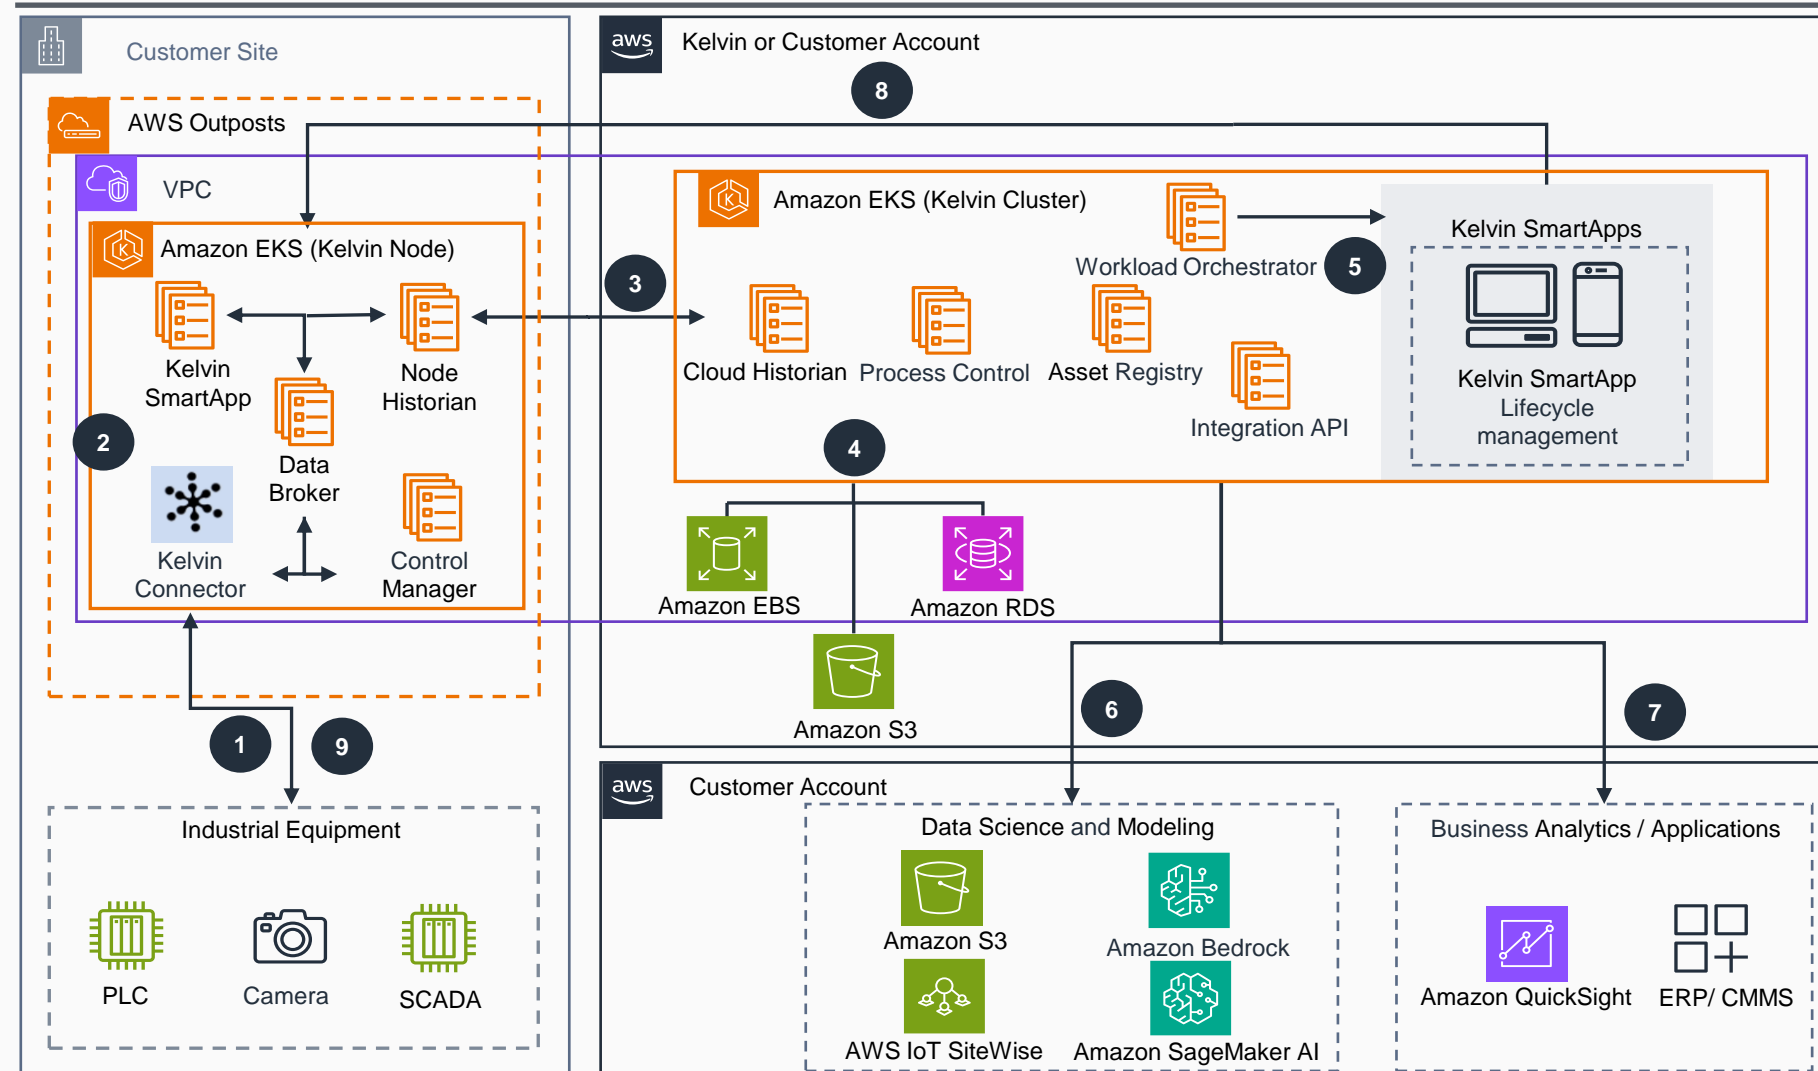 Customer Site
aws
Kelvin or Customer Account
8
AWS Outposts
VPC
Amazon EKS (Kelvin Node)
Kelvin
SmartApp
Node
Historian
Data
Broker
2
Kelvin
Connector
Control
Manager
3
Amazon EKS (Kelvin Cluster)
Workload Orchestrator
5
Cloud Historian
Process Control
Asset Registry
Integration API
Kelvin SmartApps
Kelvin SmartApp
Lifecycle
management
4
Amazon EBS
Amazon RDS
Amazon S3
6
7
1
9
Industrial Equipment
PLC
Camera
SCADA
aws
Customer Account
Data Science and Modeling
Amazon S3
Amazon Bedrock
AWS IoT SiteWise
Amazon SageMaker AI
Business Analytics / Applications
Amazon QuickSight
ERP/ CMMS